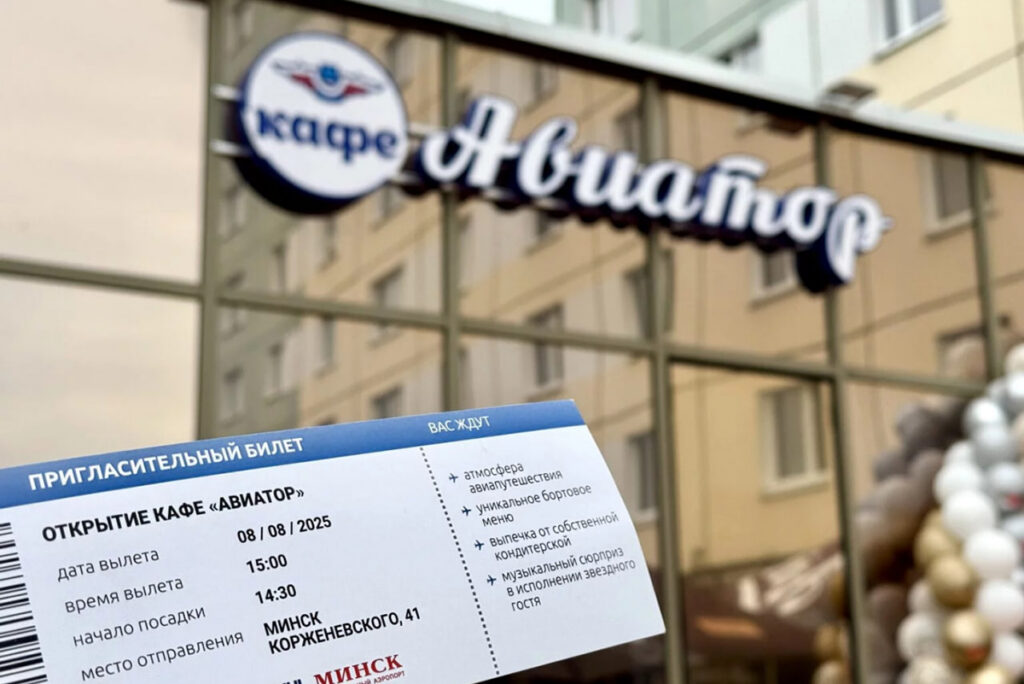 кафе
Авиатор
ПРИГЛАСИТЕЛЬНЫЙ БИЛЕТ
ОТКРЫТИЕ КАФЕ «АВИАТОР»
дата вылета 08 / 08 / 2025
время вылета 15:00
начало посадки 14:30
место отправления МИНСК
КОРЖЕНЕВСКОГО, 41
МИНСК
АЭРОПОРТ
ВАС ЖДУТ
атмосфера
авиапутешествия
уникальное бортовое
меню
выпечка от собственной
кондитерской
музыкальный сюрприз
в исполнении звездного
гостя